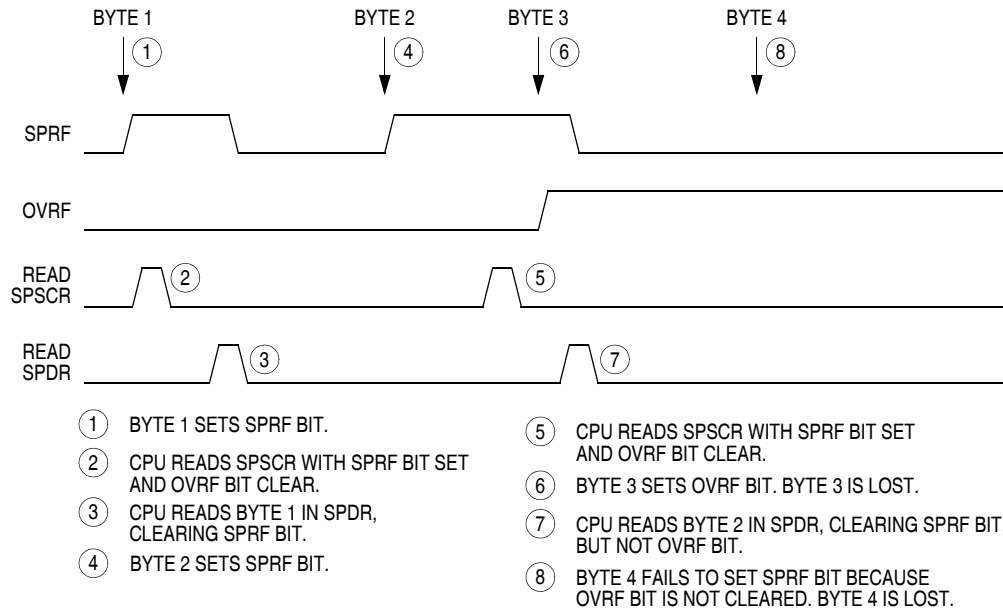 BYTE 1 BYTE 2 BYTE 3 BYTE 4
1 4 6 8
SPRF
OVRF
READ
SPSCR
2 5
READ
SPDR
3 7
1 BYTE 1 SETS SPRF BIT.
2 CPU READS SPSCR WITH SPRF BIT SET
AND OVRF BIT CLEAR.
3 CPU READS BYTE 1 IN SPDR,
CLEARING SPRF BIT.
4 BYTE 2 SETS SPRF BIT.
5 CPU READS SPSCR WITH SPRF BIT SET
AND OVRF BIT CLEAR.
6 BYTE 3 SETS OVRF BIT. BYTE 3 IS LOST.
7 CPU READS BYTE 2 IN SPDR, CLEARING SPRF BIT
BUT NOT OVRF BIT.
8 BYTE 4 FAILS TO SET SPRF BIT BECAUSE
OVRF BIT IS NOT CLEARED. BYTE 4 IS LOST.